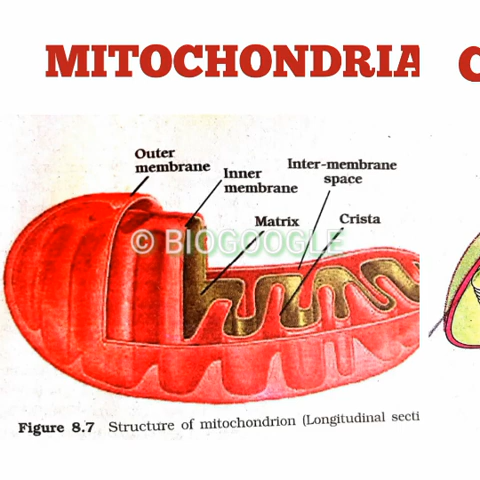 MITOCHONDRIA C
Outer
membrane
Inner
membrane
Inter-membrane
space
Matrix
Crista
© BIOGOOGLE
Figure 8.7 Structure of mitochondrion (Longitudinal secti